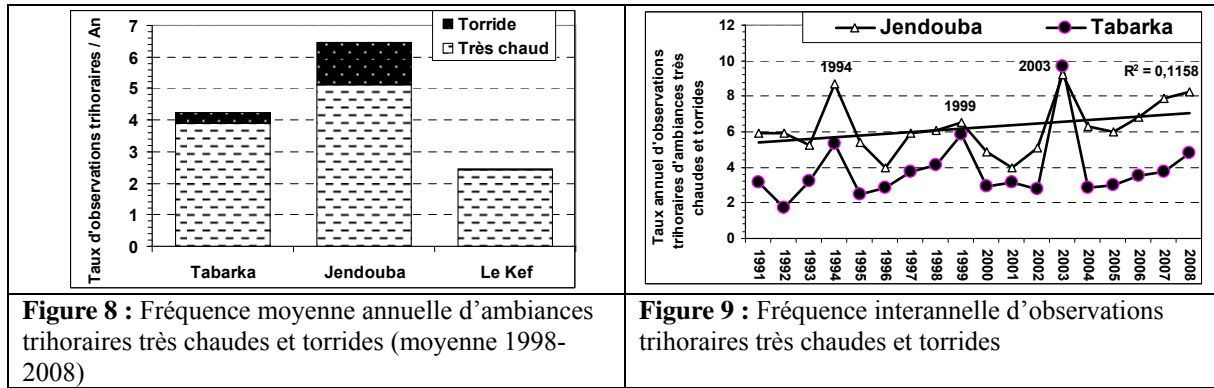 Taux d'observations trihoraires / An
7
6
5
4
3
2
1
0
Torride
Très chaud
Tabarka Jendouba Le Kef
Figure 8 : Fréquence moyenne annuelle d'ambiances
trihoraires très chaudes et torrides (moyenne 1998-
2008)
Taux annuel d'observations
trihoraires d'ambiances très
chaudes et torrides
12
10
8
6
4
2
0
Jendouba Tabarka
1994
1999
2003
R² = 0,1158
1991
1992
1993
1994
1995
1996
1997
1998
1999
2000
2001
2002
2003
2004
2005
2006
2007
2008
Figure 9 : Fréquence interannelle d'observations
trihoraires très chaudes et torrides